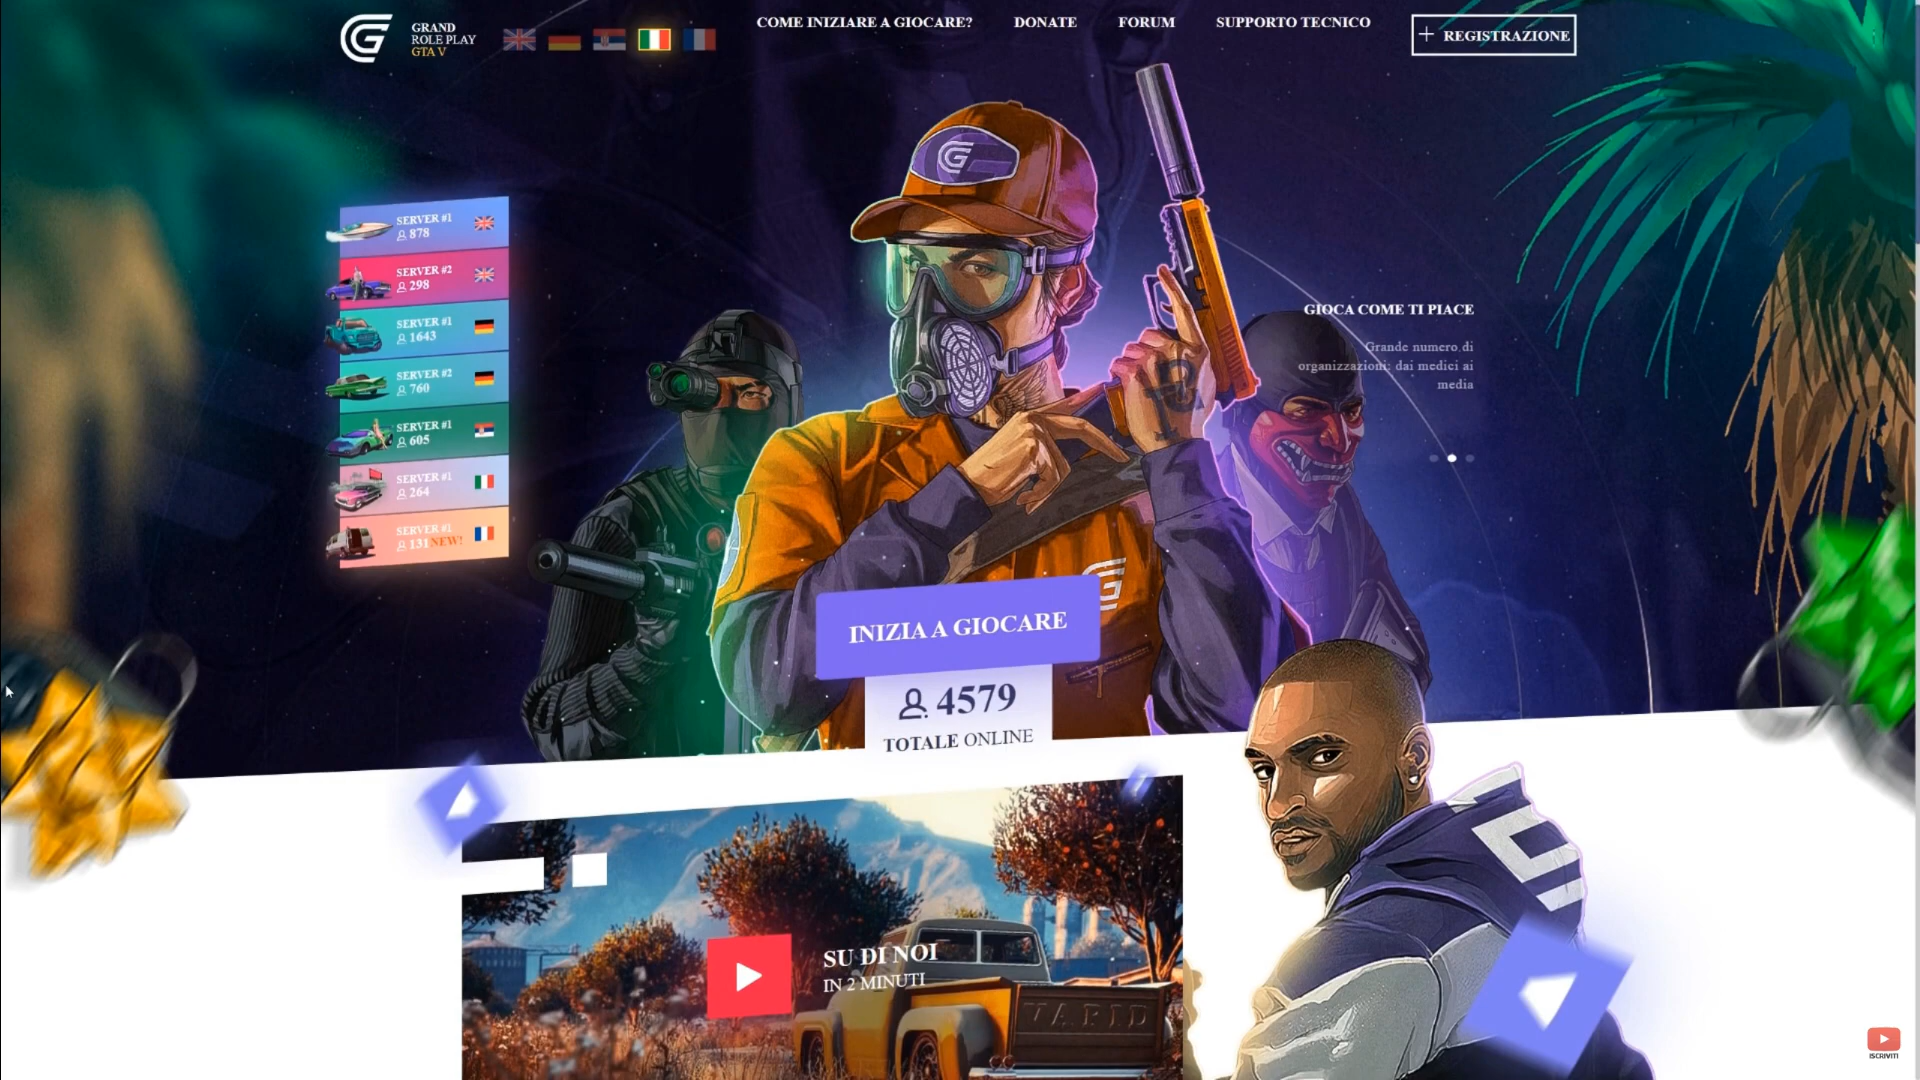 GRAND
ROLE PLAY
GTA V
COME INIZIARE A GIOCARE?
DONATE
FORUM
SUPPORTO TECNICO
+ REGISTRAZIONE
SERVER #1
878
SERVER #2
298
SERVER #1
1643
SERVER #2
760
SERVER #1
605
SERVER #1
264
SERVER #1
131 NEW!
GIOCA COME TI PIACE
Grande numero di
organizzazioni: dai medici ai
media
INIZIA A GIOCARE
4579
TOTALE ONLINE
SU DI NOI
IN 2 MINUTI
VAPID
ISCRIVITI